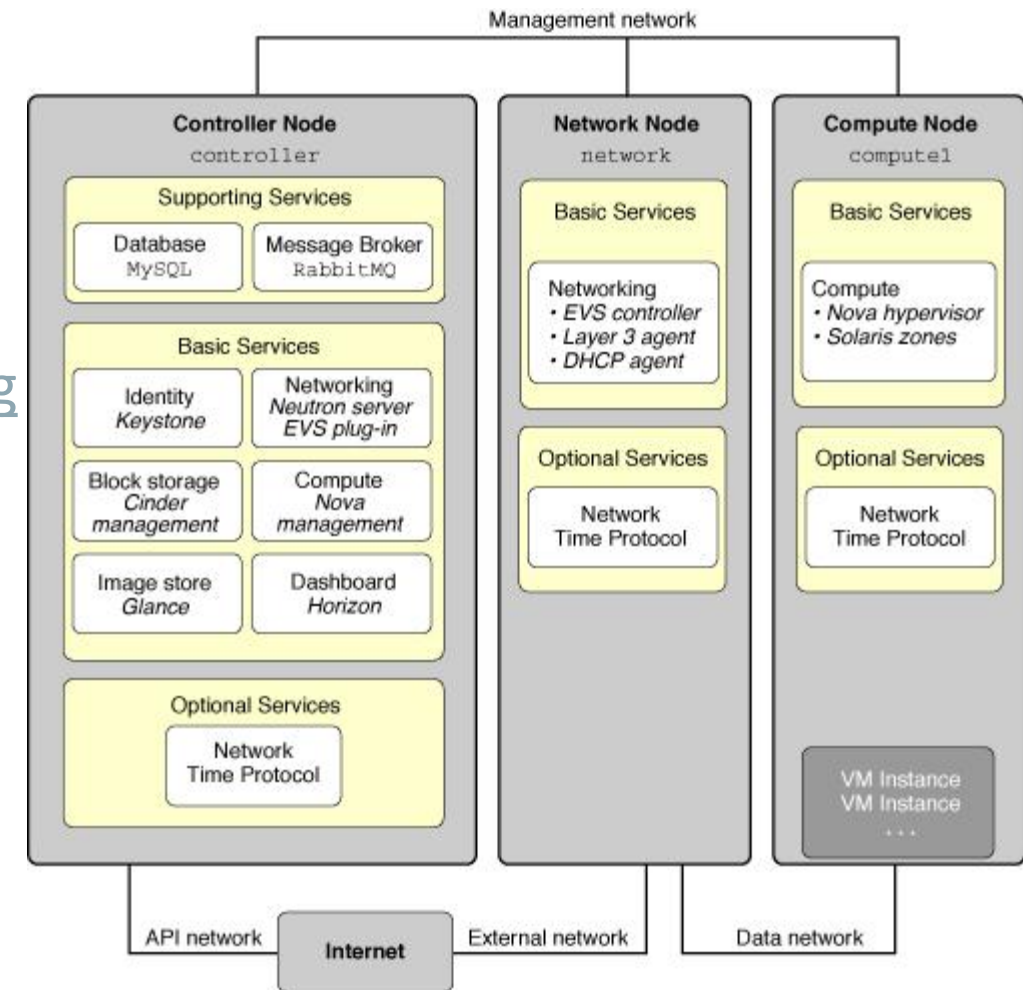 Management network
Controller Node
controller
Supporting Services
Database
MySQL
Message Broker
RabbitMQ
Basic Services
Identity
Keystone
Networking
Neutron server
EVS plug-in
Block storage
Cinder
management
Compute
Nova
management
Image store
Glance
Dashboard
Horizon
Optional Services
Network
Time Protocol
Network Node
network
Basic Services
Networking
• EVS controller
• Layer 3 agent
• DHCP agent
Optional Services
Network
Time Protocol
Compute Node
compute1
Basic Services
Compute
• Nova hypervisor
• Solaris zones
Optional Services
Network
Time Protocol
VM Instance
VM Instance
. . .
g
API network
Internet
External network
Data network